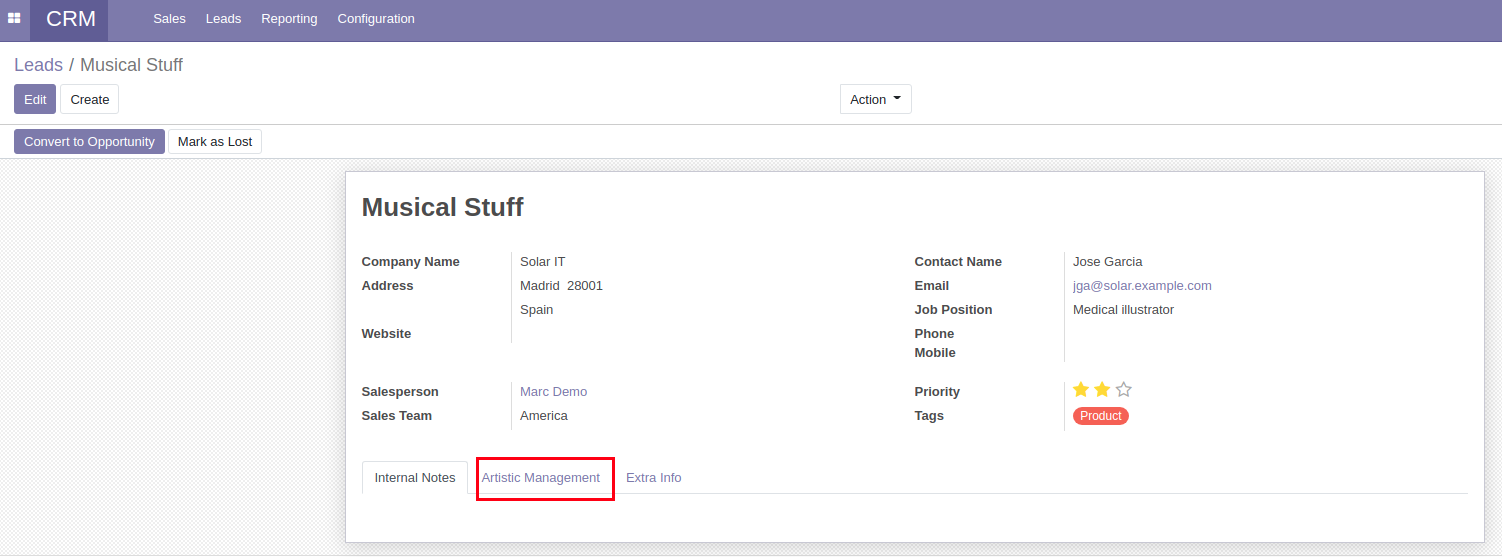 CRM Sales Leads Reporting Configuration
Leads / Musical Stuff
Edit Create Action
Convert to Opportunity Mark as Lost
Musical Stuff
Company Name Solar IT Contact Name Jose Garcia
Address Madrid 28001 Email jga@solar.example.com
Spain Job Position Medical illustrator
Website Phone
Mobile
Salesperson Marc Demo Priority
Sales Team America Tags Product
Internal Notes Artistic Management Extra Info